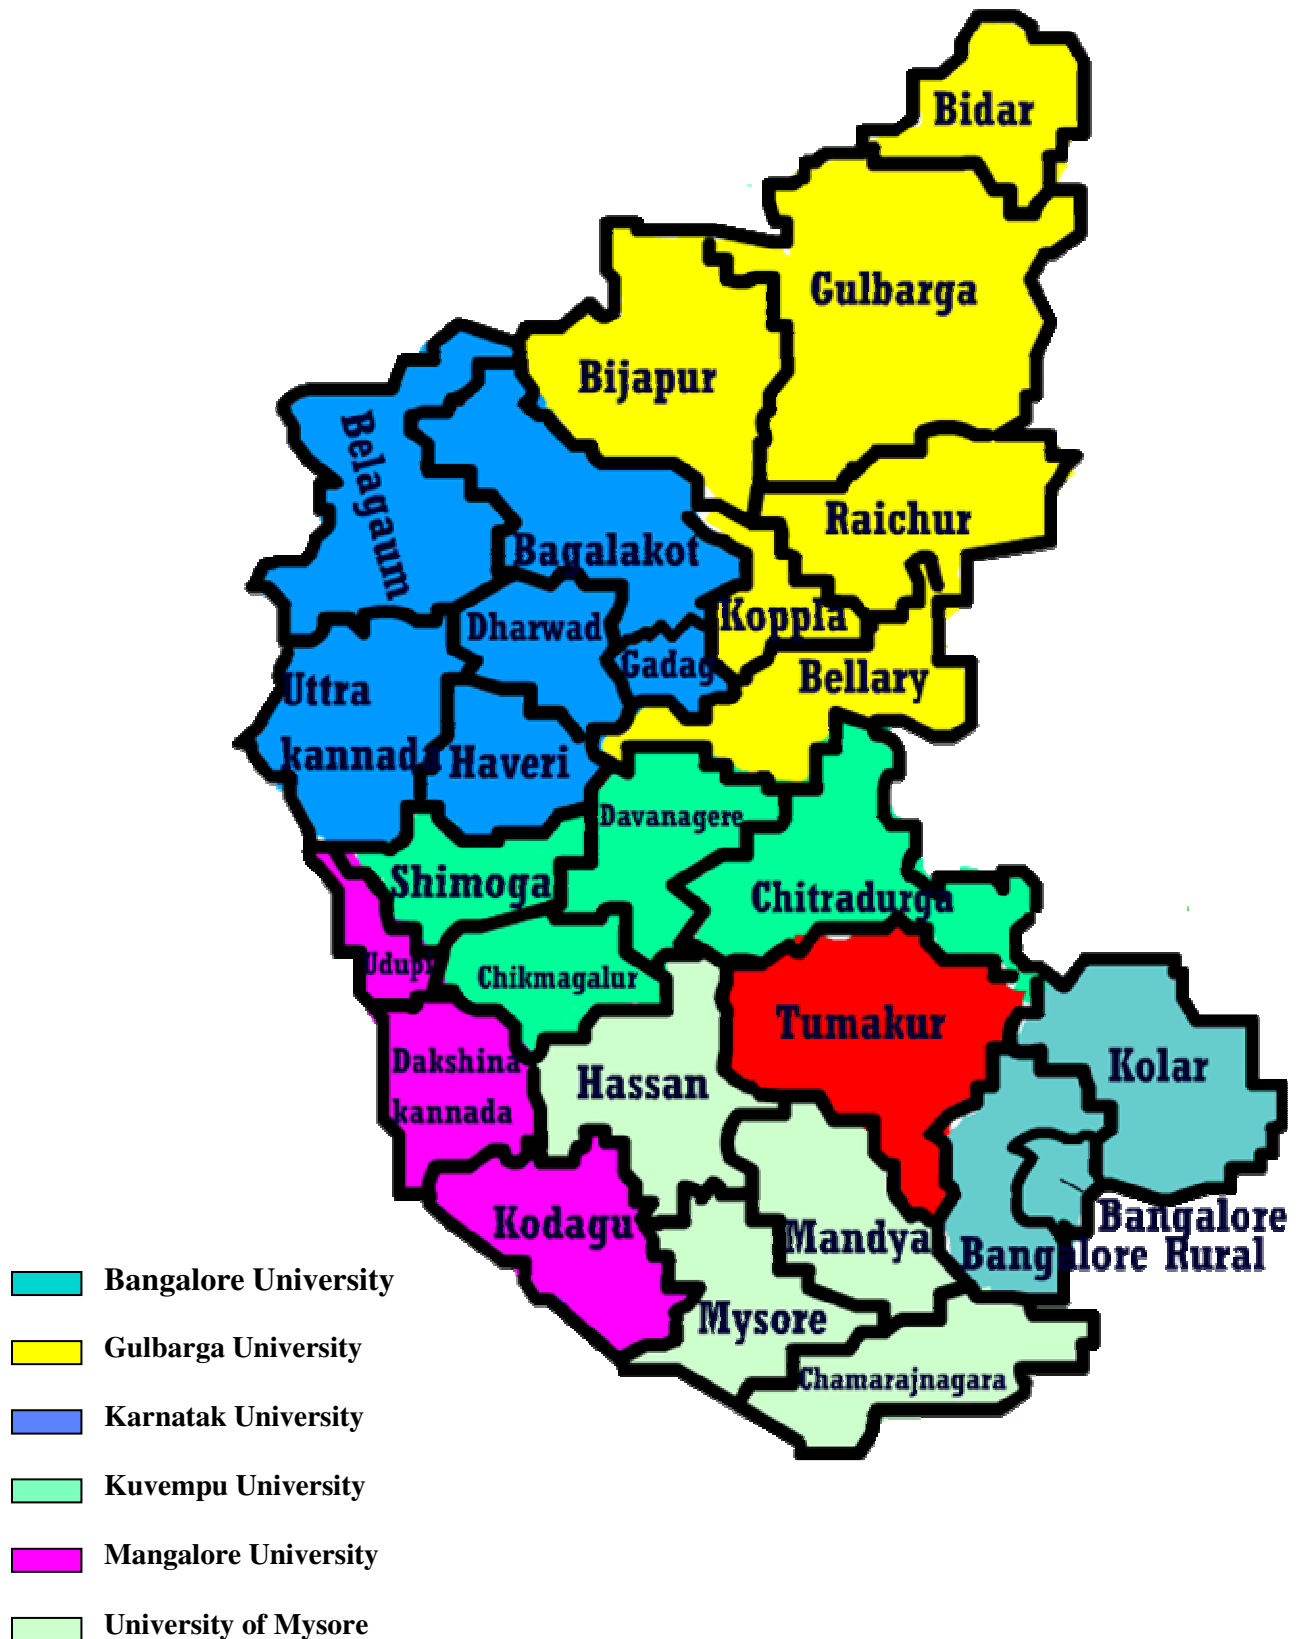 Bidar
Gulbarga
Bijapur
Belagaum
Raichur
Bagalakot
Koppla
Dharwad
Gadag
Bellary
Uttra
kannada
Haveri
Davanagere
Shimoga
Chitradurga
Udupi
Chikmagalur
Tumakur
Dakshina
kannada
Hassan
Kolar
Kodagu
Mandya
Bangalore
Bangalore Rural
Mysore
Chamarajnagara
Bangalore University
Gulbarga University
Karnatak University
Kuvempu University
Mangalore University
University of Mysore